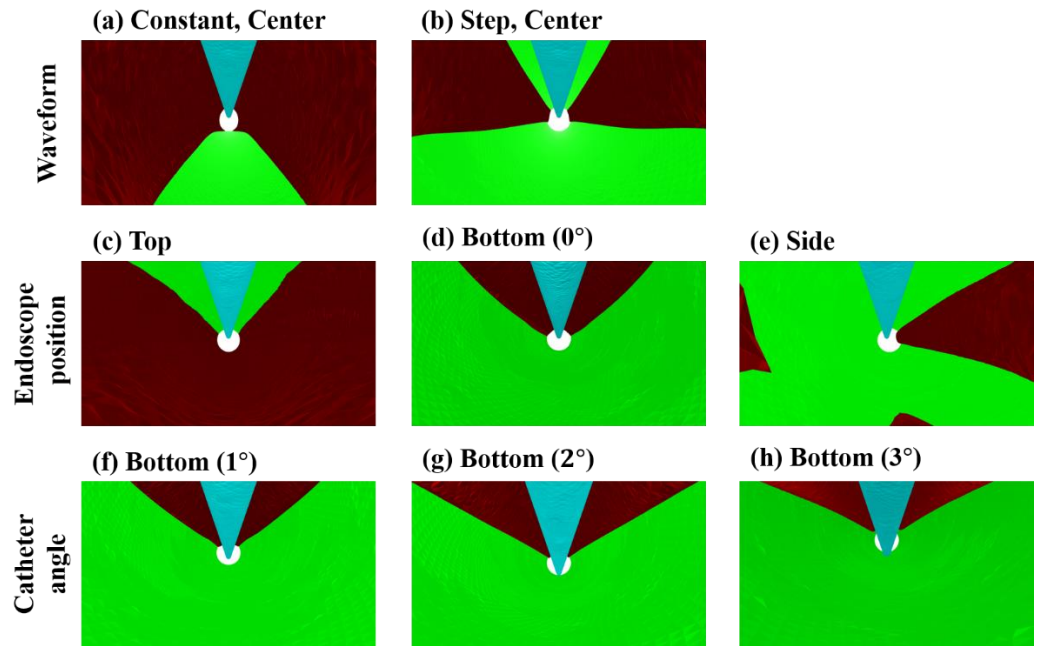 (a) Constant, Center
(b) Step, Center
Waveform
(c) Top
(d) Bottom (0°)
(e) Side
Endoscope
position
(f) Bottom (1°)
(g) Bottom (2°)
(h) Bottom (3°)
Catheter
angle